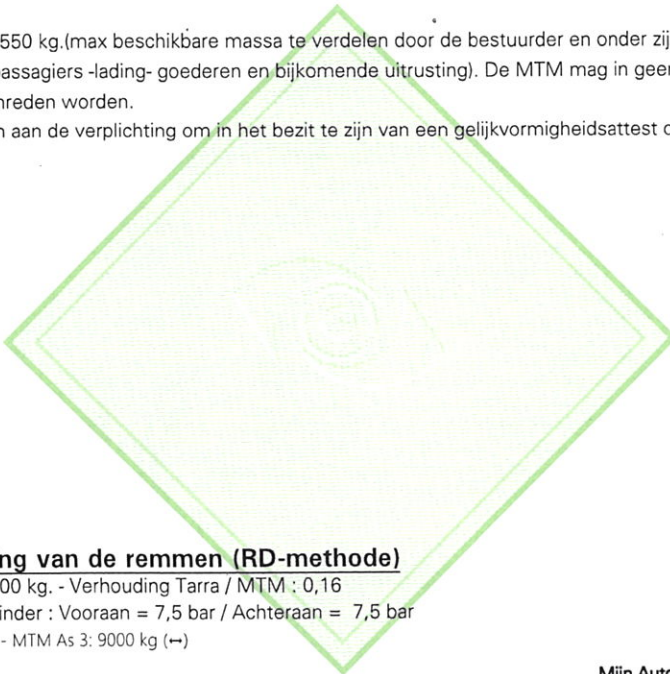 550 kg.(max beschikbare massa te verdelen door de bestuurder en onder zij
assagiers -lading- goederen en bijkomende uitrusting). De MTM mag in geer
nreden worden.
n aan de verplichting om in het bezit te zijn van een gelijkvormigheidsattest o
ng van de remmen (RD-methode)
00 kg. - Verhouding Tarra / MTM : 0,16
inder : Vooraan = 7,5 bar / Achteraan = 7,5 bar
- MTM As 3: 9000 kg (↔)
Mijn Auto